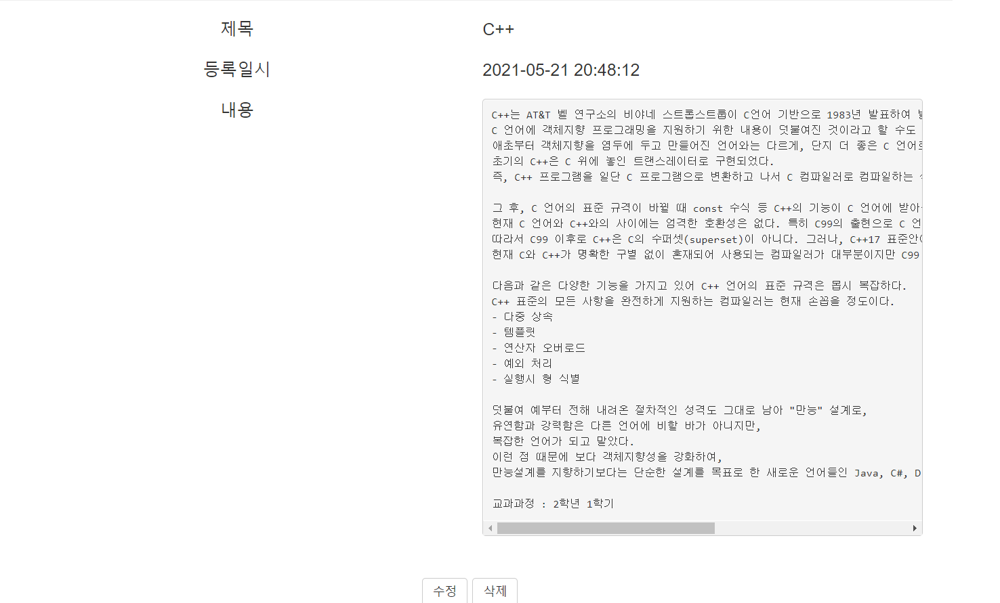 제목
C++
등록일시
2021-05-21 20:48:12
내용
C++는 AT&T 벨 연구소의 비야네 스트롭스트룹이 C언어 기반으로 1983년 발표하여
C 언어에 객체지향 프로그래밍을 지원하기 위한 내용이 덧붙여진 것이라고 할 수도
애초부터 객체지향을 염두에 두고 만들어진 언어와는 다르게, 단지 더 좋은 C 언어로
초기의 C++은 C 위에 놓인 트랜스레이터로 구현되었다.
즉, C++ 프로그램을 일단 C 프로그램으로 변환하고 나서 C 컴파일러로 컴파일하는
그 후, C 언어의 표준 규격이 바뀔 때 const 수식 등 C++의 기능이 C 언어에 받아
현재 C 언어와 C++와의 사이에는 엄격한 호환성은 없다. 특히 C99의 출현으로 C 언
따라서 C99 이후로 C++은 C의 수퍼셋(superset)이 아니다. 그러나, C++17 표준안에
현재 C와 C++가 명확한 구별 없이 혼재되어 사용되는 컴파일러가 대부분이지만 C99
다음과 같은 다양한 기능을 가지고 있어 C++ 언어의 표준 규격은 몹시 복잡하다.
C++ 표준의 모든 사항을 완전하게 지원하는 컴파일러는 현재 손꼽을 정도이다.
- 다중 상속
- 템플릿
- 연산자 오버로드
- 예외 처리
- 실행시 형 식별
덧붙여 예부터 전해 내려온 절차적인 성격도 그대로 남아 "만능" 설계로,
유연함과 강력함은 다른 언어에 비할 바가 아니지만,
복잡한 언어가 되고 말았다.
이런 점 때문에 보다 객체지향성을 강화하여,
만능설계를 지향하기보다는 단순한 설계를 목표로 한 새로운 언어들인 Java, C#, D
교과과정 : 2학년 1학기
수정 삭제